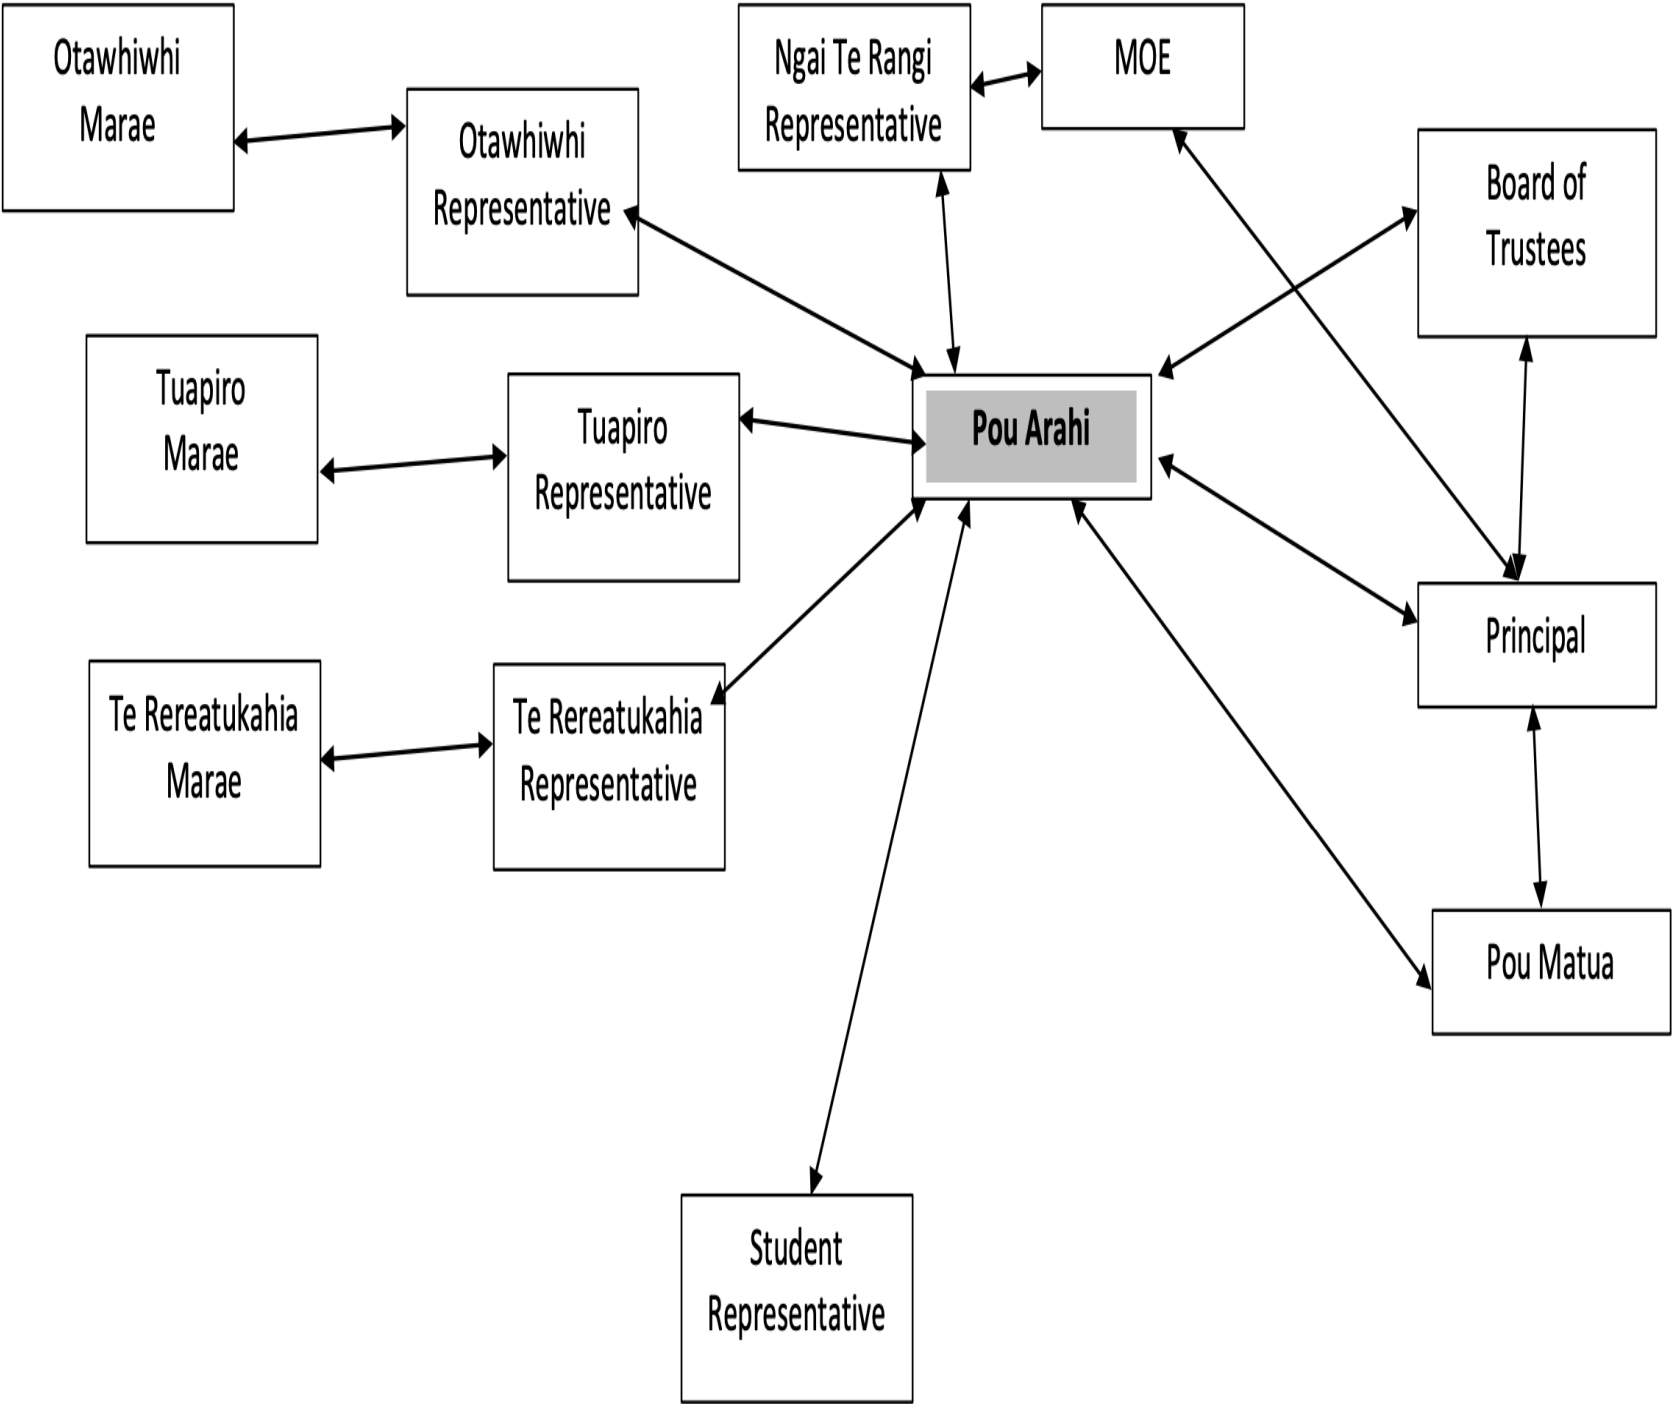 Otawhiwhi
Marae
Otawhiwhi
Representative
Ngai Te Rangi
Representative
MOE
Board of
Trustees
Tuapiro
Marae
Tuapiro
Representative
Pou Arahi
Principal
Te Rereatukahia
Marae
Te Rereatukahia
Representative
Pou Matua
Student
Representative